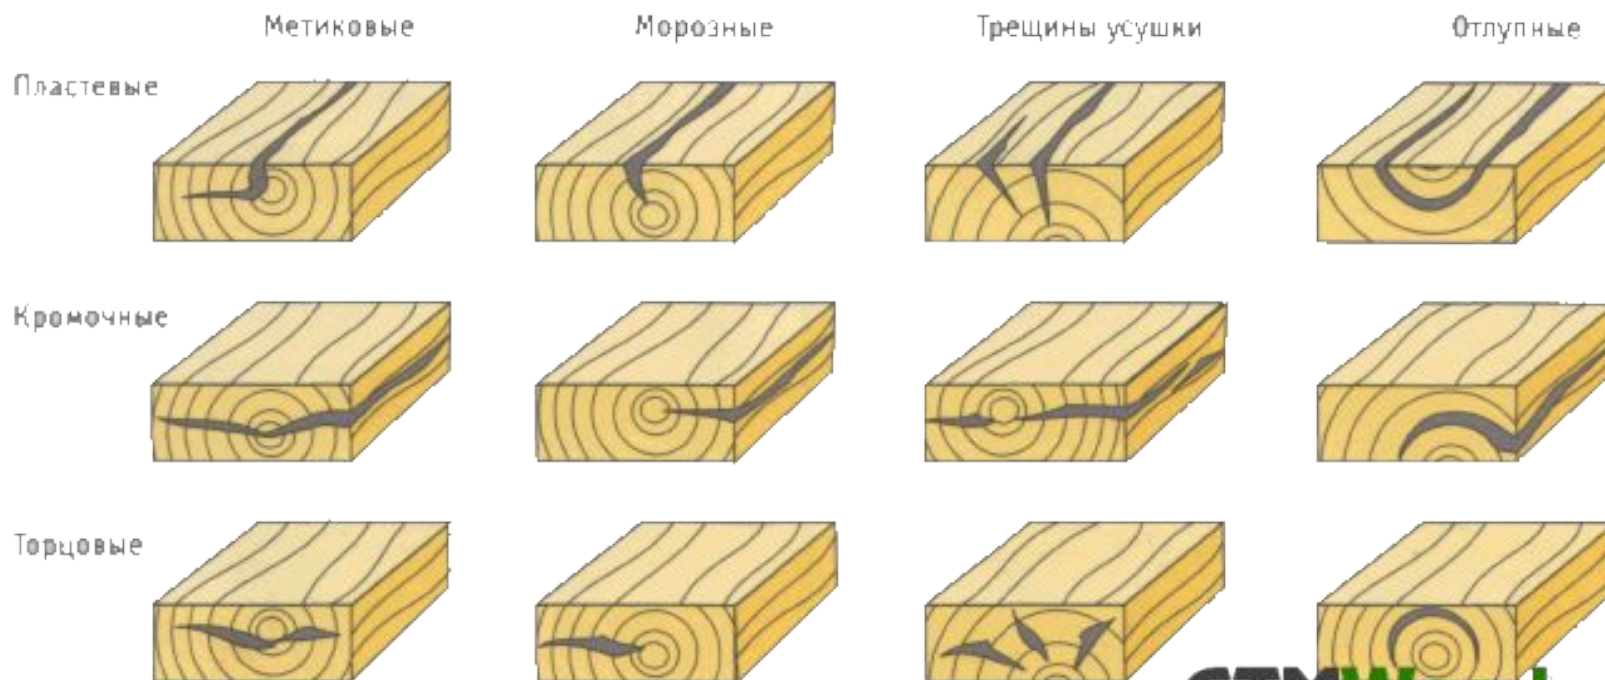 Метиковые Морозные Трещины усушки Отлупные
Пластевые
Кромочные
Торцовые